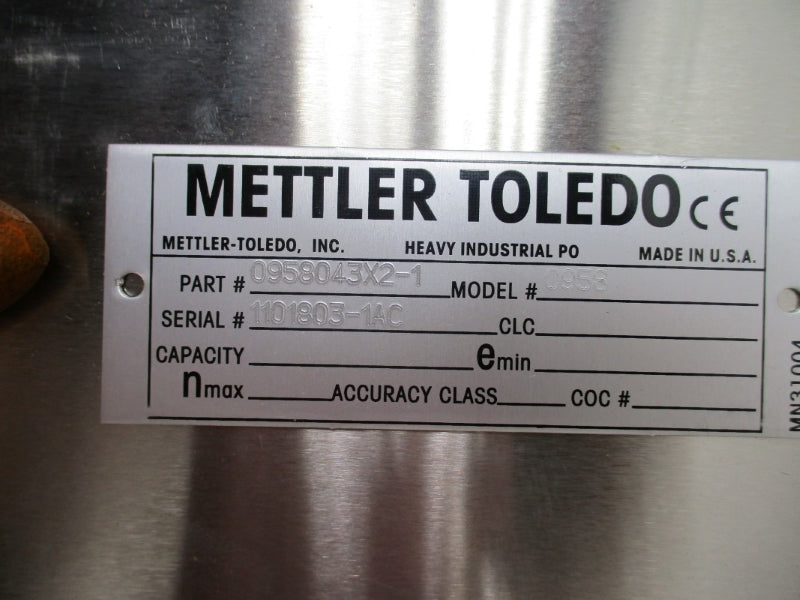 METTLER TOLEDO CE
METTLER-TOLEDO, INC. HEAVY INDUSTRIAL PO MADE IN U.S.A.
PART # 0958043X2-1 MODEL # 0958
SERIAL # 1101803-1AC CLC
CAPACITY emin
nmax ACCURACY CLASS COC #
MN31004